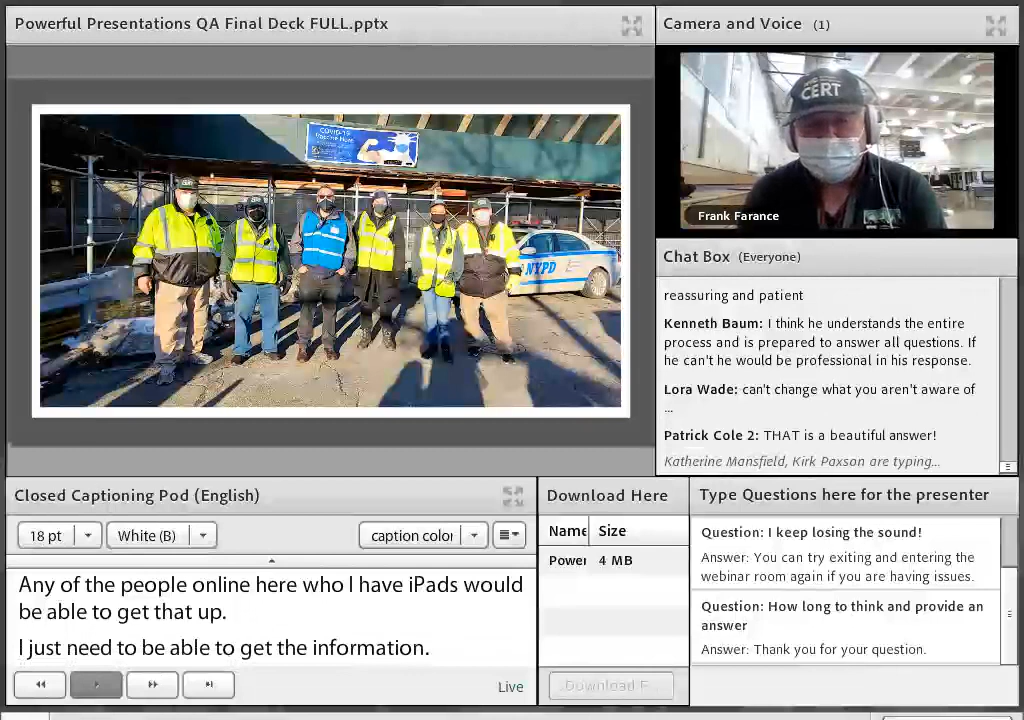 Powerful Presentations QA Final Deck FULL.pptx
COVID-19
Vaccine Here
NYPD
Camera and Voice (1)
CERT
Frank Farance
Chat Box (Everyone)
reassuring and patient
Kenneth Baum: I think he understands the entire
process and is prepared to answer all questions. If
he can't he would be professional in his response.
Lora Wade: can't change what you aren't aware of
...
Patrick Cole 2: THAT is a beautiful answer!
Katherine Mansfield, Kirk Paxson are typing...
Closed Captioning Pod (English)
18 pt
White (B)
caption color
Any of the people online here who I have iPads would
be able to get that up.
I just need to be able to get the information.
Live
Download Here
Name Size
Power 4 MB
Download F...
Type Questions here for the presenter
Question: I keep losing the sound!
Answer: You can try exiting and entering the
webinar room again if you are having issues.
Question: How long to think and provide an
answer
Answer: Thank you for your question.